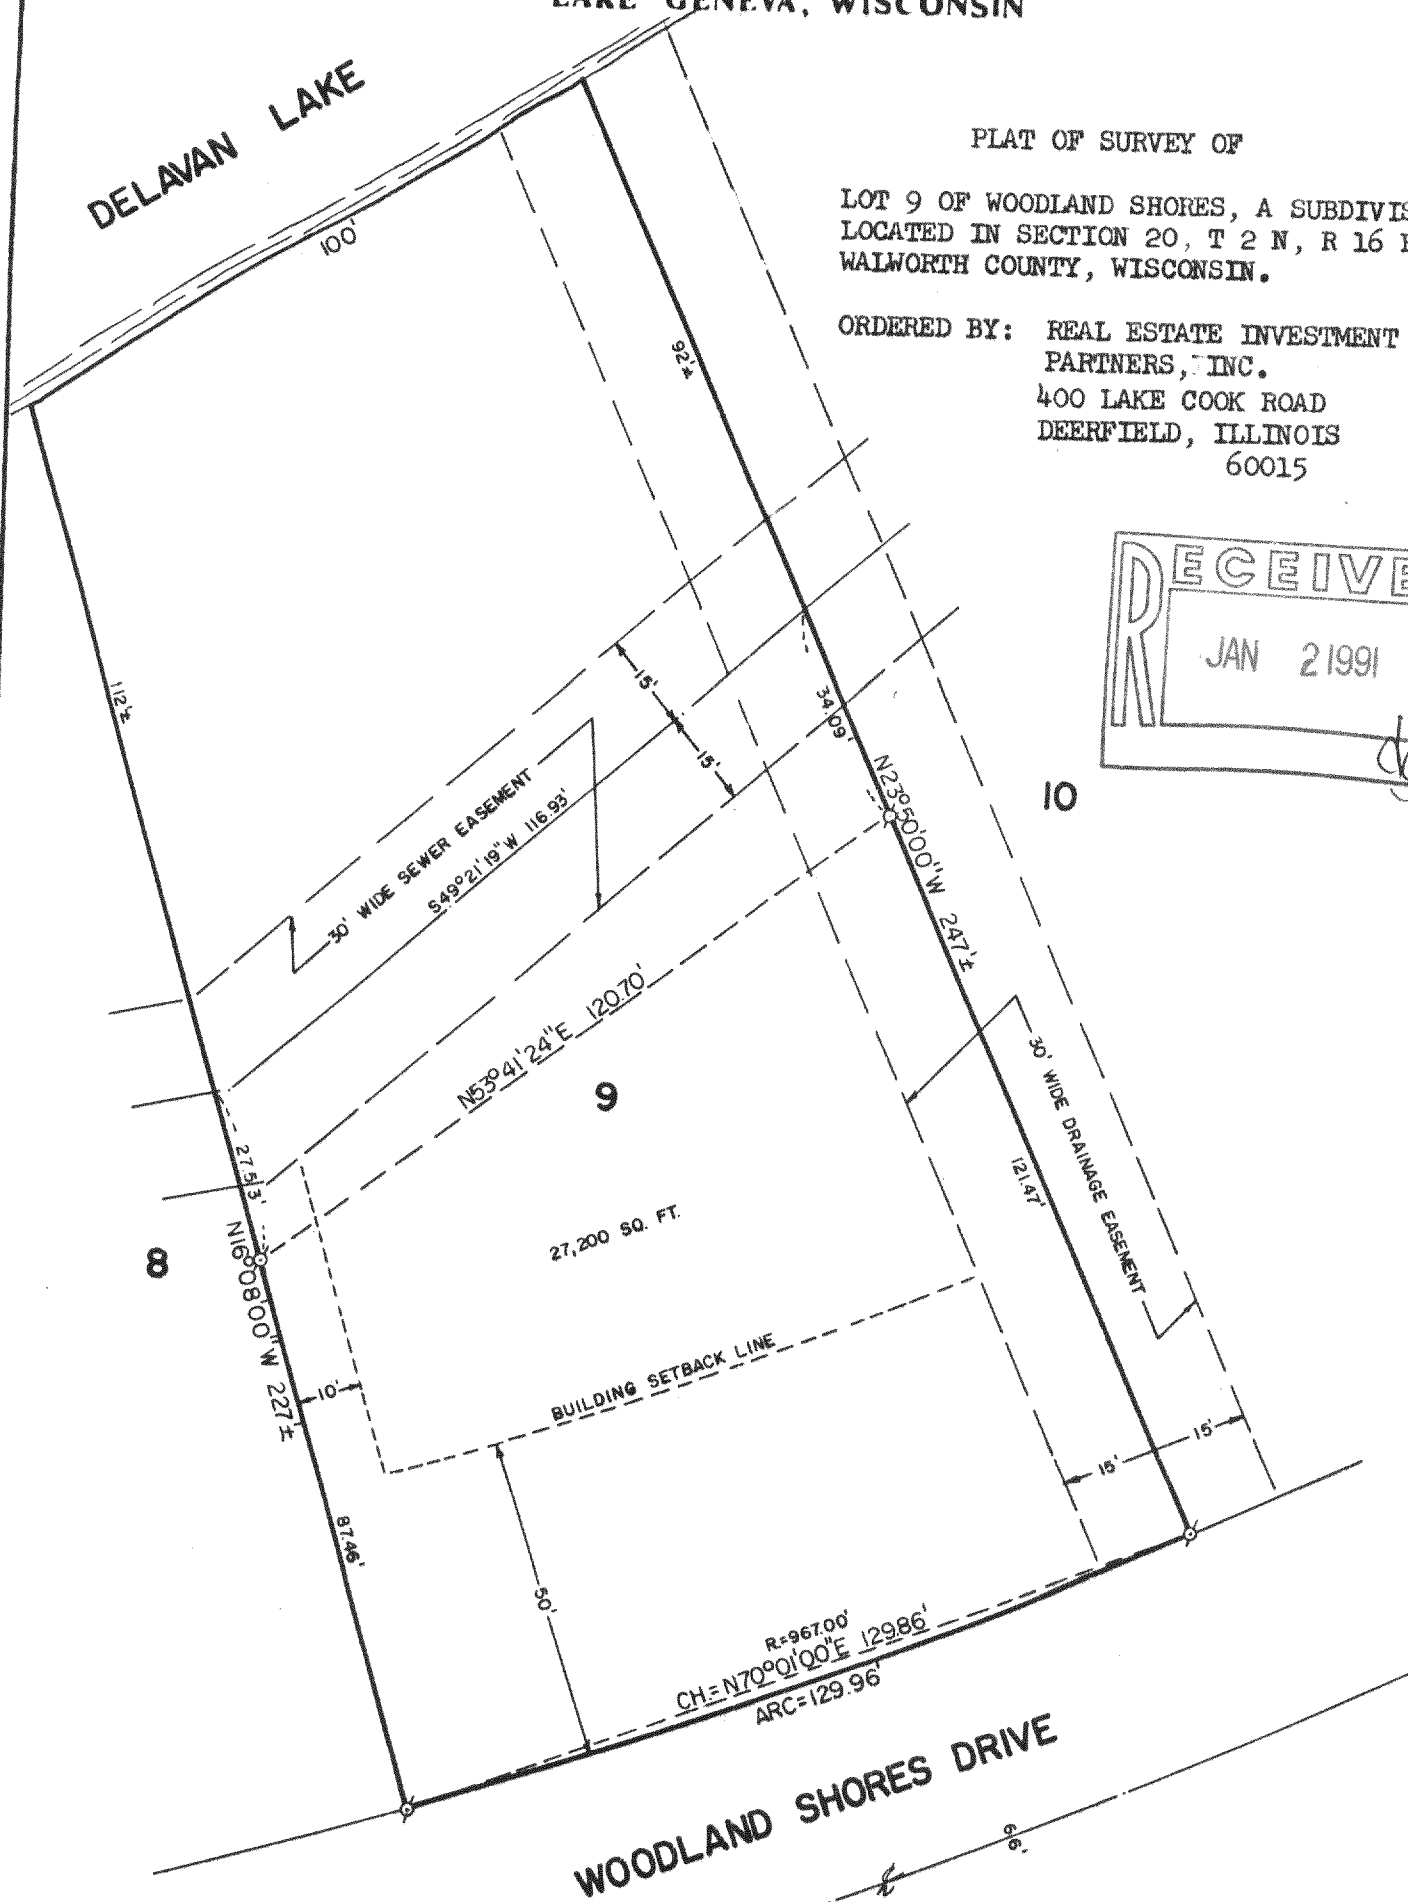 LAKE GENEVA, WISCONSIN
DELAVAN LAKE
PLAT OF SURVEY OF
LOT 9 OF WOODLAND SHORES, A SUBDIVIS
LOCATED IN SECTION 20, T 2 N, R 16 E
WALWORTH COUNTY, WISCONSIN.
ORDERED BY: REAL ESTATE INVESTMENT
PARTNERS, INC.
400 LAKE COOK ROAD
DEERFIELD, ILLINOIS
60015
RECEIVE
JAN 2 1991
100'
92'±
112'±
15'
15'
34.09'
30' WIDE SEWER EASEMENT
S49°21'19"W 116.93'
N23°50'00"W 247'±
10
N53°41'24"E 120.70'
9
30' WIDE DRAINAGE EASEMENT
121.47'
27.53'
8
N16°08'00"W 227'±
27,200 SQ. FT.
10'
BUILDING SETBACK LINE
15'
15'
87.46'
50'
R=967.00'
CH.=N70°01'00"E 129.86'
ARC=129.96'
WOODLAND SHORES DRIVE
66'